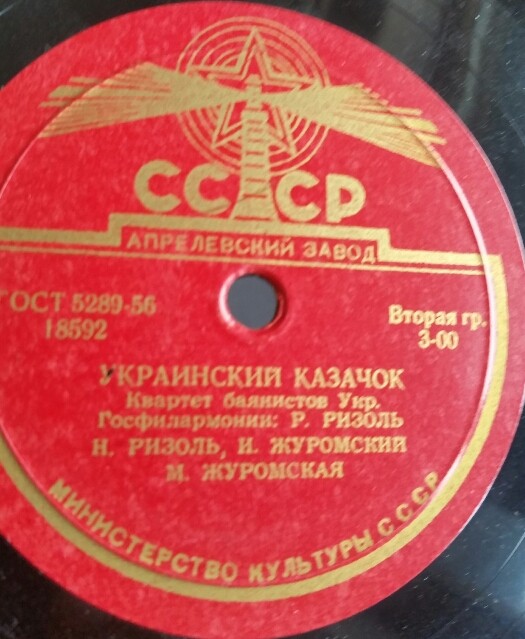 СССР
АПРЕЛЕВСКИЙ ЗАВОД
ГОСТ 5289-56
18592
Вторая гр.
3-00
УКРАИНСКИЙ КАЗАЧОК
Квартет баянистов Укр.
Госфилармонии: Р. РИЗОЛЬ
Н. РИЗОЛЬ, И. ЖУРОМСКИЙ
М. ЖУРОМСКАЯ
МИНИСТЕРСТВО КУЛЬТУРЫ СССР